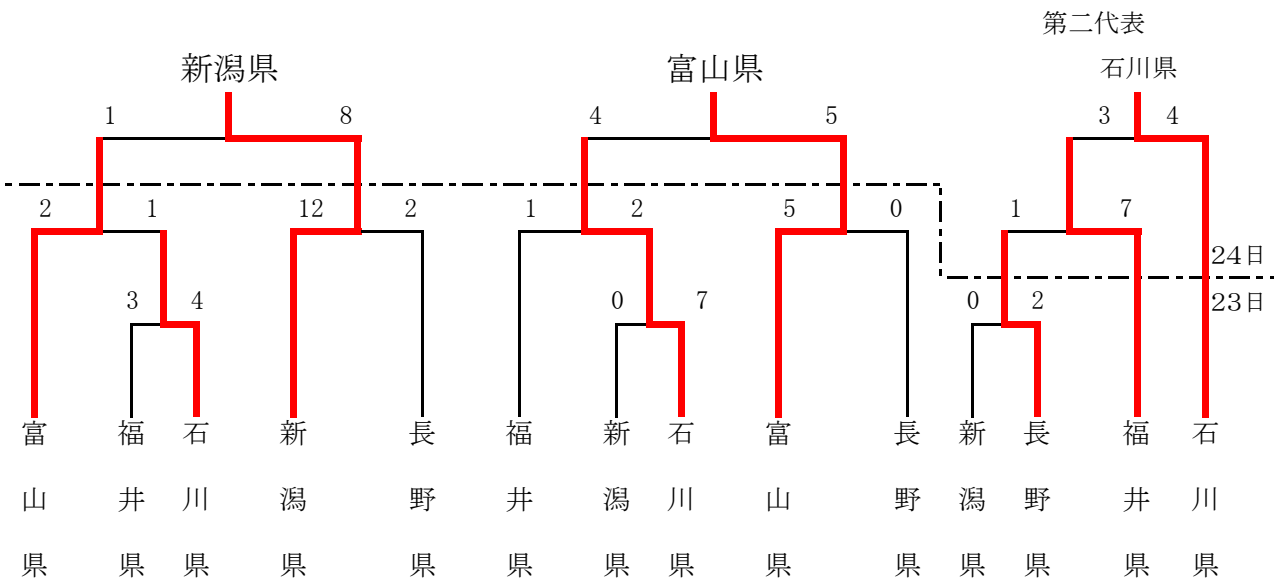 第二代表
新潟県 富山県 石川県
1 8 4 5 3 4
2 1 12 2 1 2 5 0 1 7
24日
3 4 0 7 0 2 23日
富山県 福井県 石川県 新潟県 長野県 福井県 新潟県 石川県 富山県 長野県 新潟県 長野県 福井県 石川県